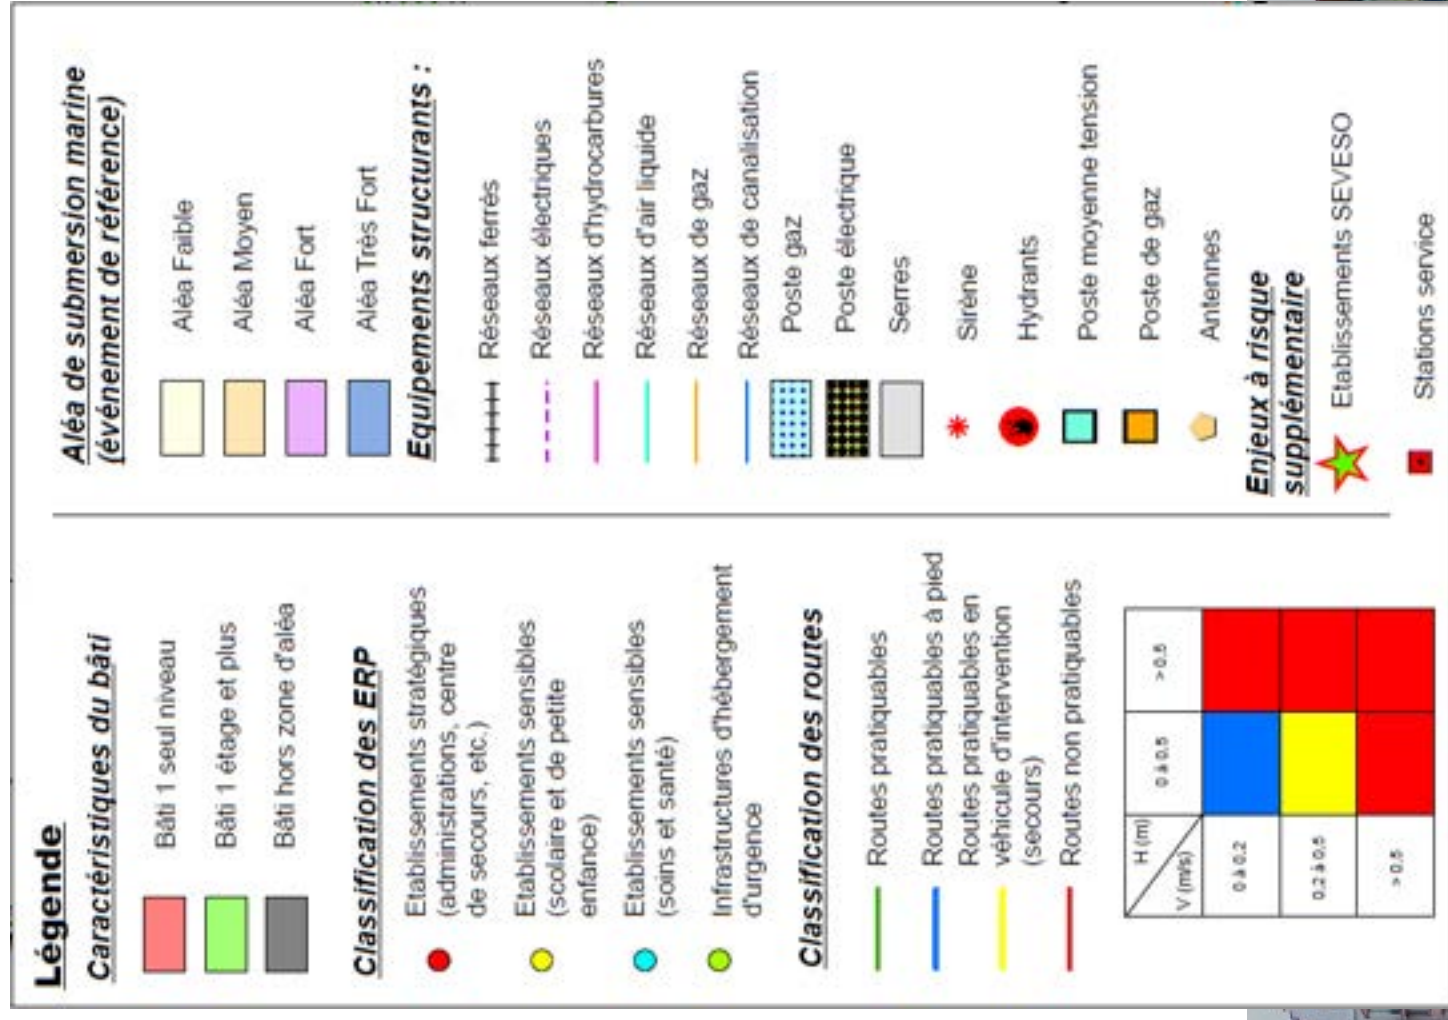 Légende
Caractéristiques du bâti
Bâti 1 seul niveau
Bâti 1 étage et plus
Bâti hors zone d'aléa
Classification des ERP
Etablissements stratégiques
(administrations, centre
de secours, etc.)
Etablissements sensibles
(scolaire et de petite
enfance)
Etablissements sensibles
(soins et santé)
Infrastructures d'hébergement
d'urgence
Classification des routes
Routes pratiquables
Routes pratiquables à pied
Routes pratiquables en
véhicule d'intervention
(secours)
Routes non pratiquables
H (m)
V (m/s)
0 à 0,5
> 0,5
0 à 0,2
0,2 à 0,5
> 0,5
Aléa de submersion marine
(événement de référence)
Aléa Faible
Aléa Moyen
Aléa Fort
Aléa Très Fort
Equipements structurants :
Réseaux ferrés
Réseaux électriques
Réseaux d'hydrocarbures
Réseaux d'air liquide
Réseaux de gaz
Réseaux de canalisation
Poste gaz
Poste électrique
Serres
Sirène
Hydrants
Poste moyenne tension
Poste de gaz
Antennes
Enjeux à risque
supplémentaire
Etablissements SEVESO
Stations service